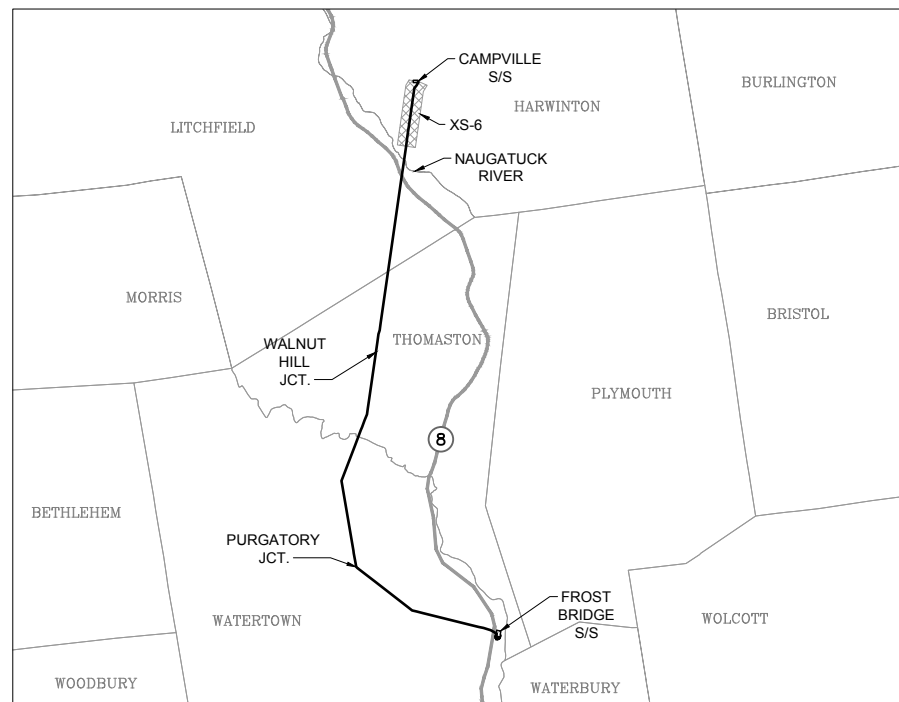 CAMPVILLE
S/S
BURLINGTON
HARWINTON
LITCHFIELD
XS-6
NAUGATUCK
RIVER
MORRIS
BRISTOL
WALNUT
HILL
JCT.
THOMASTON
PLYMOUTH
8
BETHLEHEM
PURGATORY
JCT.
FROST
BRIDGE
S/S
WATERTOWN
WOLCOTT
WOODBURY
WATERBURY